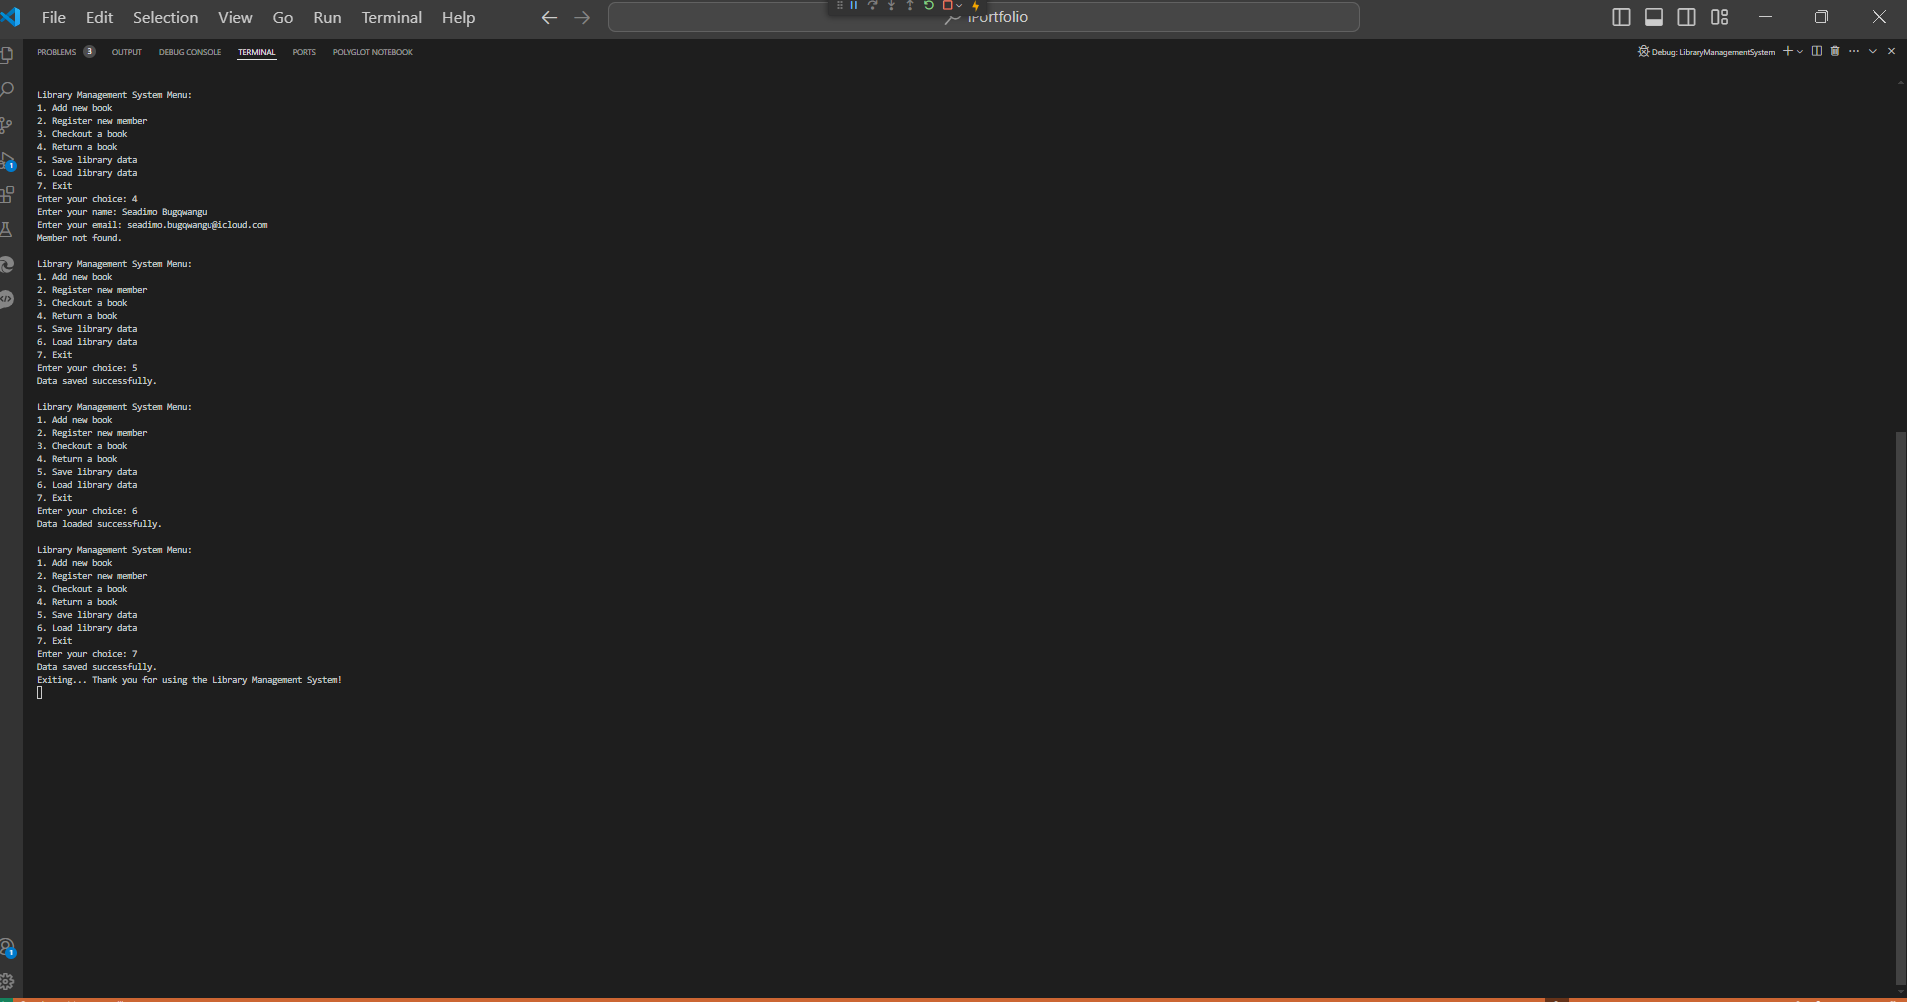 File Edit Selection View Go Run Terminal Help
iPortfolio
PROBLEMS 3 OUTPUT DEBUG CONSOLE TERMINAL PORTS POLYGLOT NOTEBOOK
Debug: LibraryManagementSystem
Library Management System Menu:
1. Add new book
2. Register new member
3. Checkout a book
4. Return a book
5. Save library data
6. Load library data
7. Exit
Enter your choice: 4
Enter your name: Seadimo Bugqwangu
Enter your email: seadimo.bugqwangu@icloud.com
Member not found.
Library Management System Menu:
1. Add new book
2. Register new member
3. Checkout a book
4. Return a book
5. Save library data
6. Load library data
7. Exit
Enter your choice: 5
Data saved successfully.
Library Management System Menu:
1. Add new book
2. Register new member
3. Checkout a book
4. Return a book
5. Save library data
6. Load library data
7. Exit
Enter your choice: 6
Data loaded successfully.
Library Management System Menu:
1. Add new book
2. Register new member
3. Checkout a book
4. Return a book
5. Save library data
6. Load library data
7. Exit
Enter your choice: 7
Data saved successfully.
Exiting... Thank you for using the Library Management System!
1
1